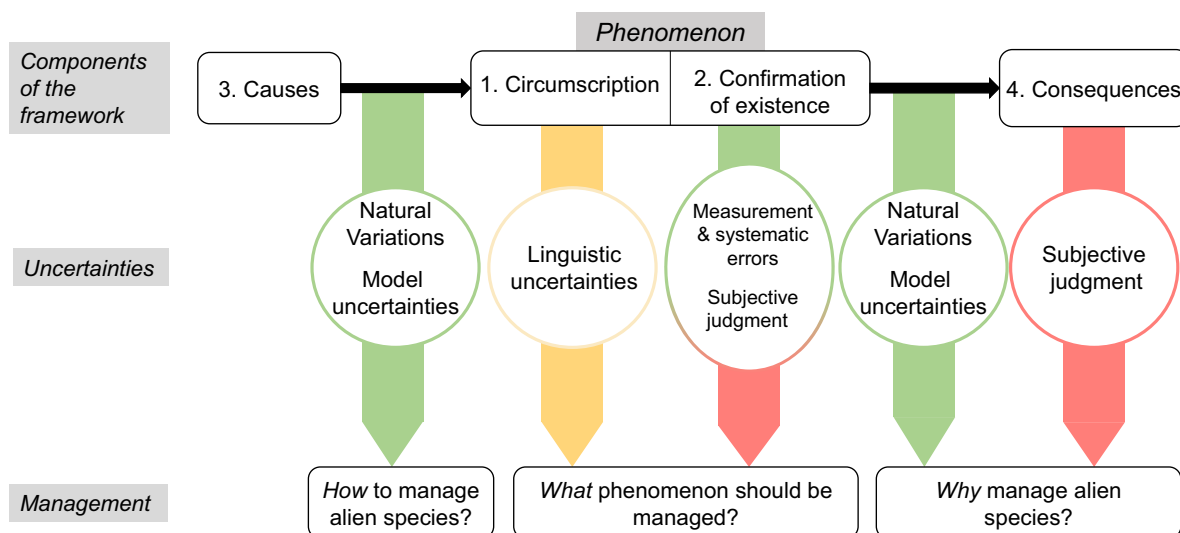 Phenomenon
Components
of the
framework
3. Causes
1. Circumscription
2. Confirmation
of existence
4. Consequences
Uncertainties
Natural
Variations
Model
uncertainties
Linguistic
uncertainties
Measurement
& systematic
errors
Subjective
judgment
Natural
Variations
Model
uncertainties
Subjective
judgment
Management
How to manage
alien species?
What phenomenon should be
managed?
Why manage alien
species?